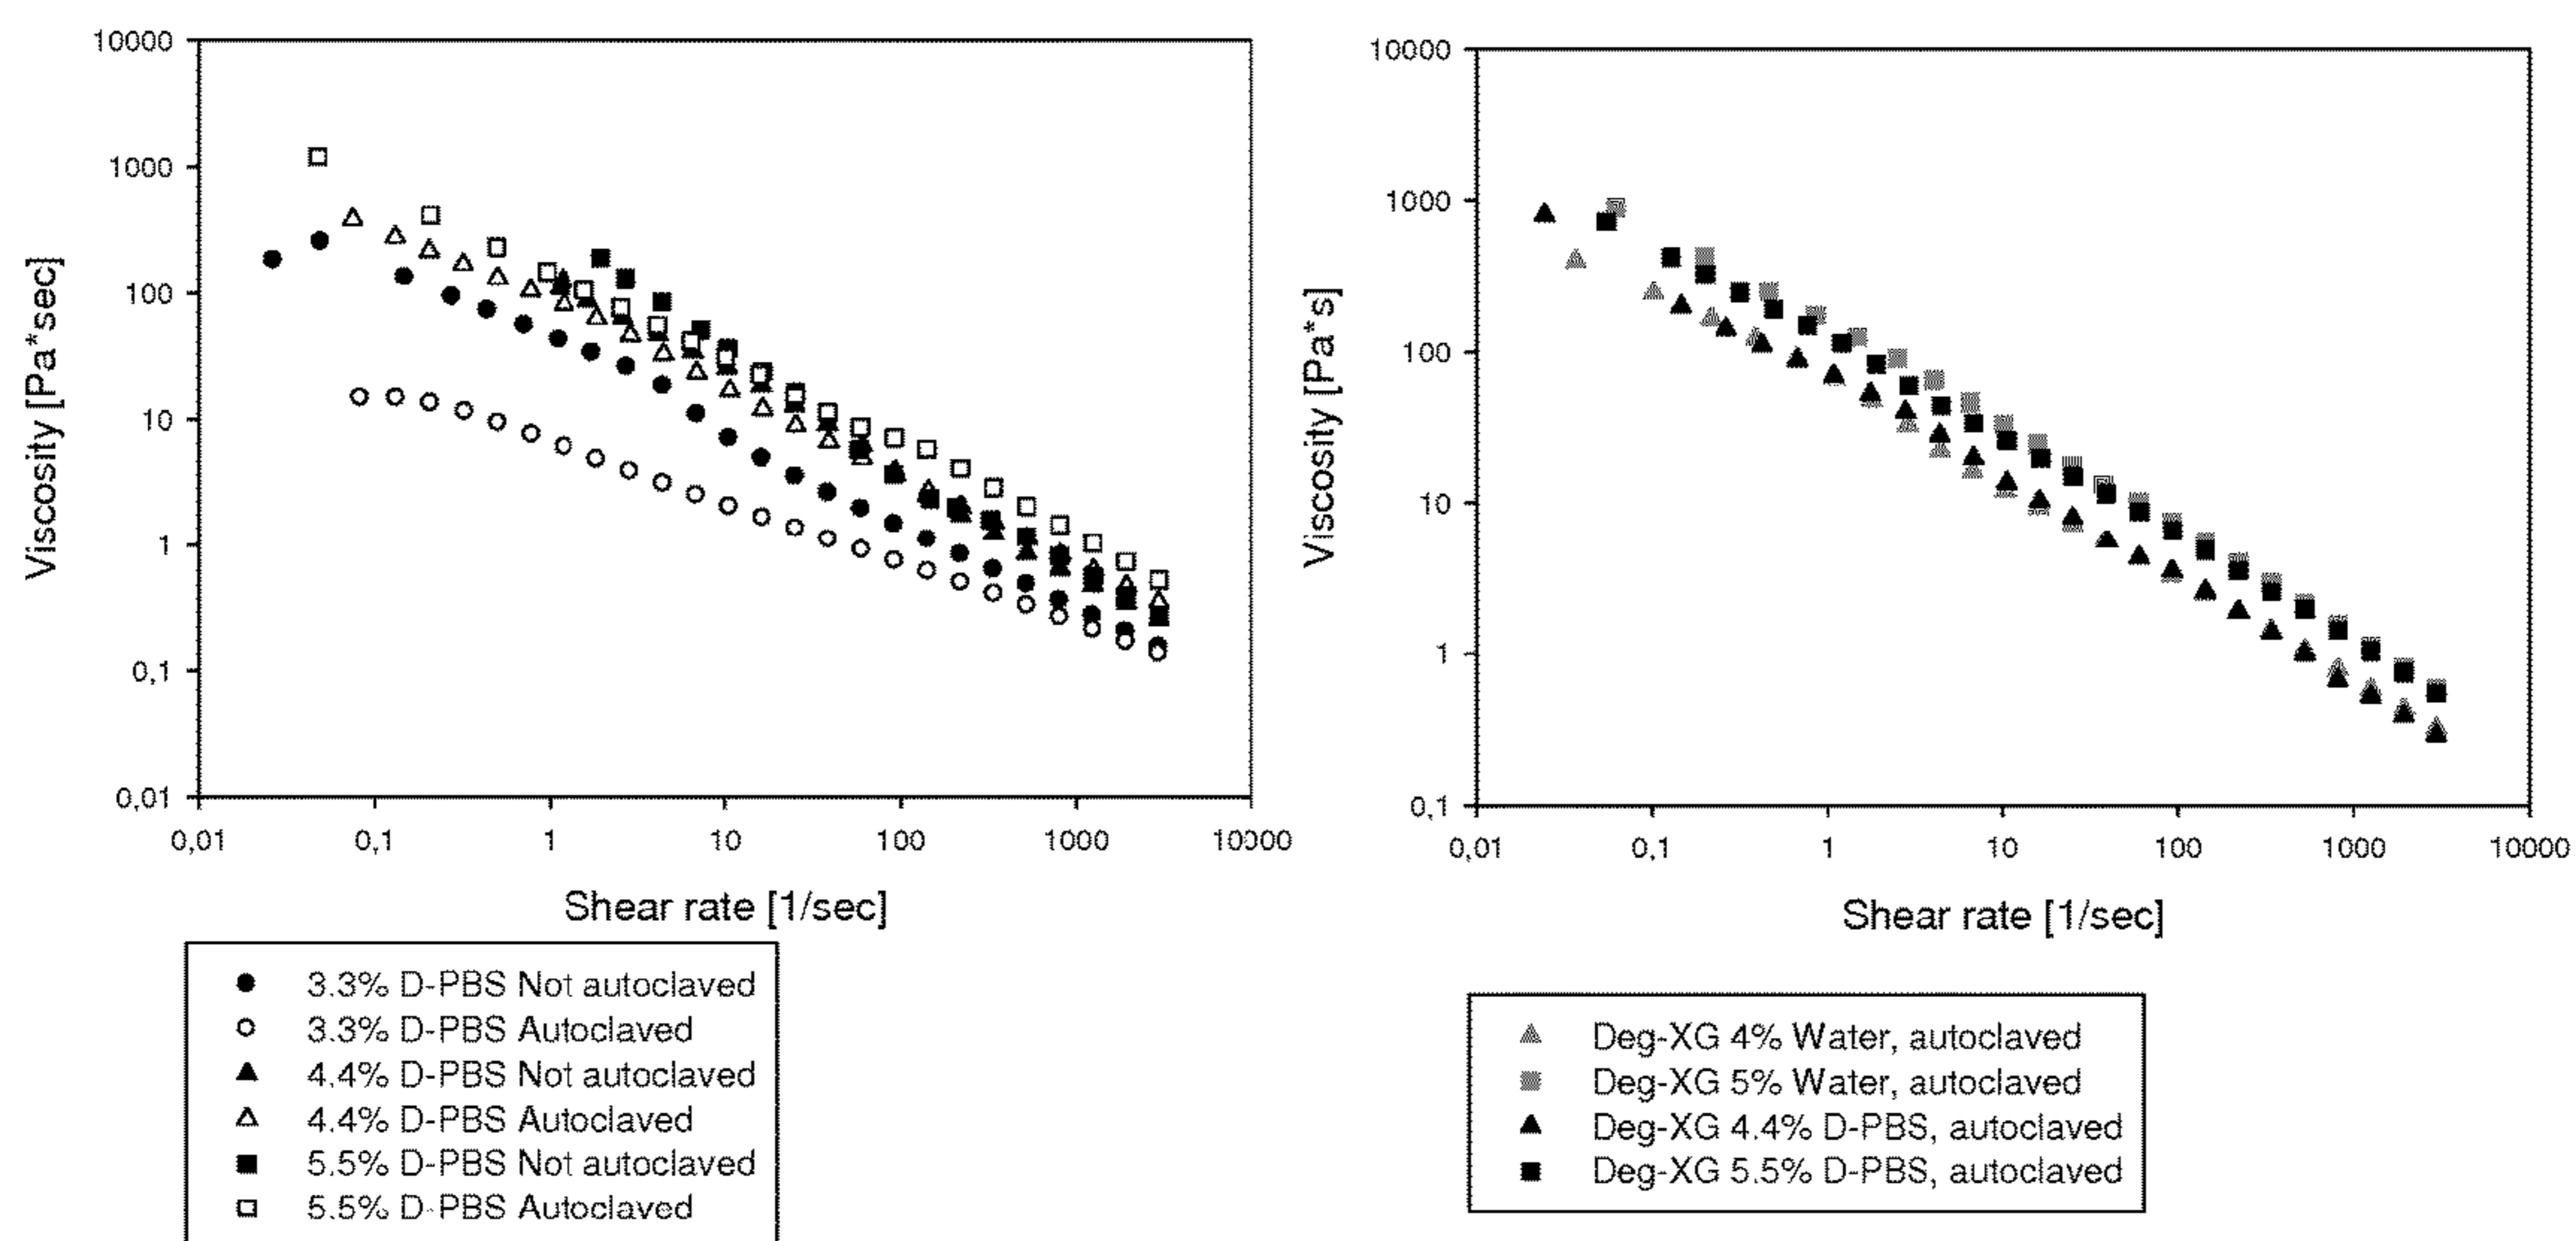 10000
1000
100
10
1
0,1
0,01
Viscosity [Pa*sec]
0,01 0,1 1 10 100 1000 10000
Shear rate [1/sec]
3.3% D-PBS Not autoclaved
3.3% D-PBS Autoclaved
4.4% D-PBS Not autoclaved
4.4% D-PBS Autoclaved
5.5% D-PBS Not autoclaved
5.5% D-PBS Autoclaved
10000
1000
100
10
1
0,1
Viscosity [Pa*s]
0,01 0,1 1 10 100 1000 10000
Shear rate [1/sec]
Deg-XG 4% Water, autoclaved
Deg-XG 5% Water, autoclaved
Deg-XG 4.4% D-PBS, autoclaved
Deg-XG 5.5% D-PBS, autoclaved